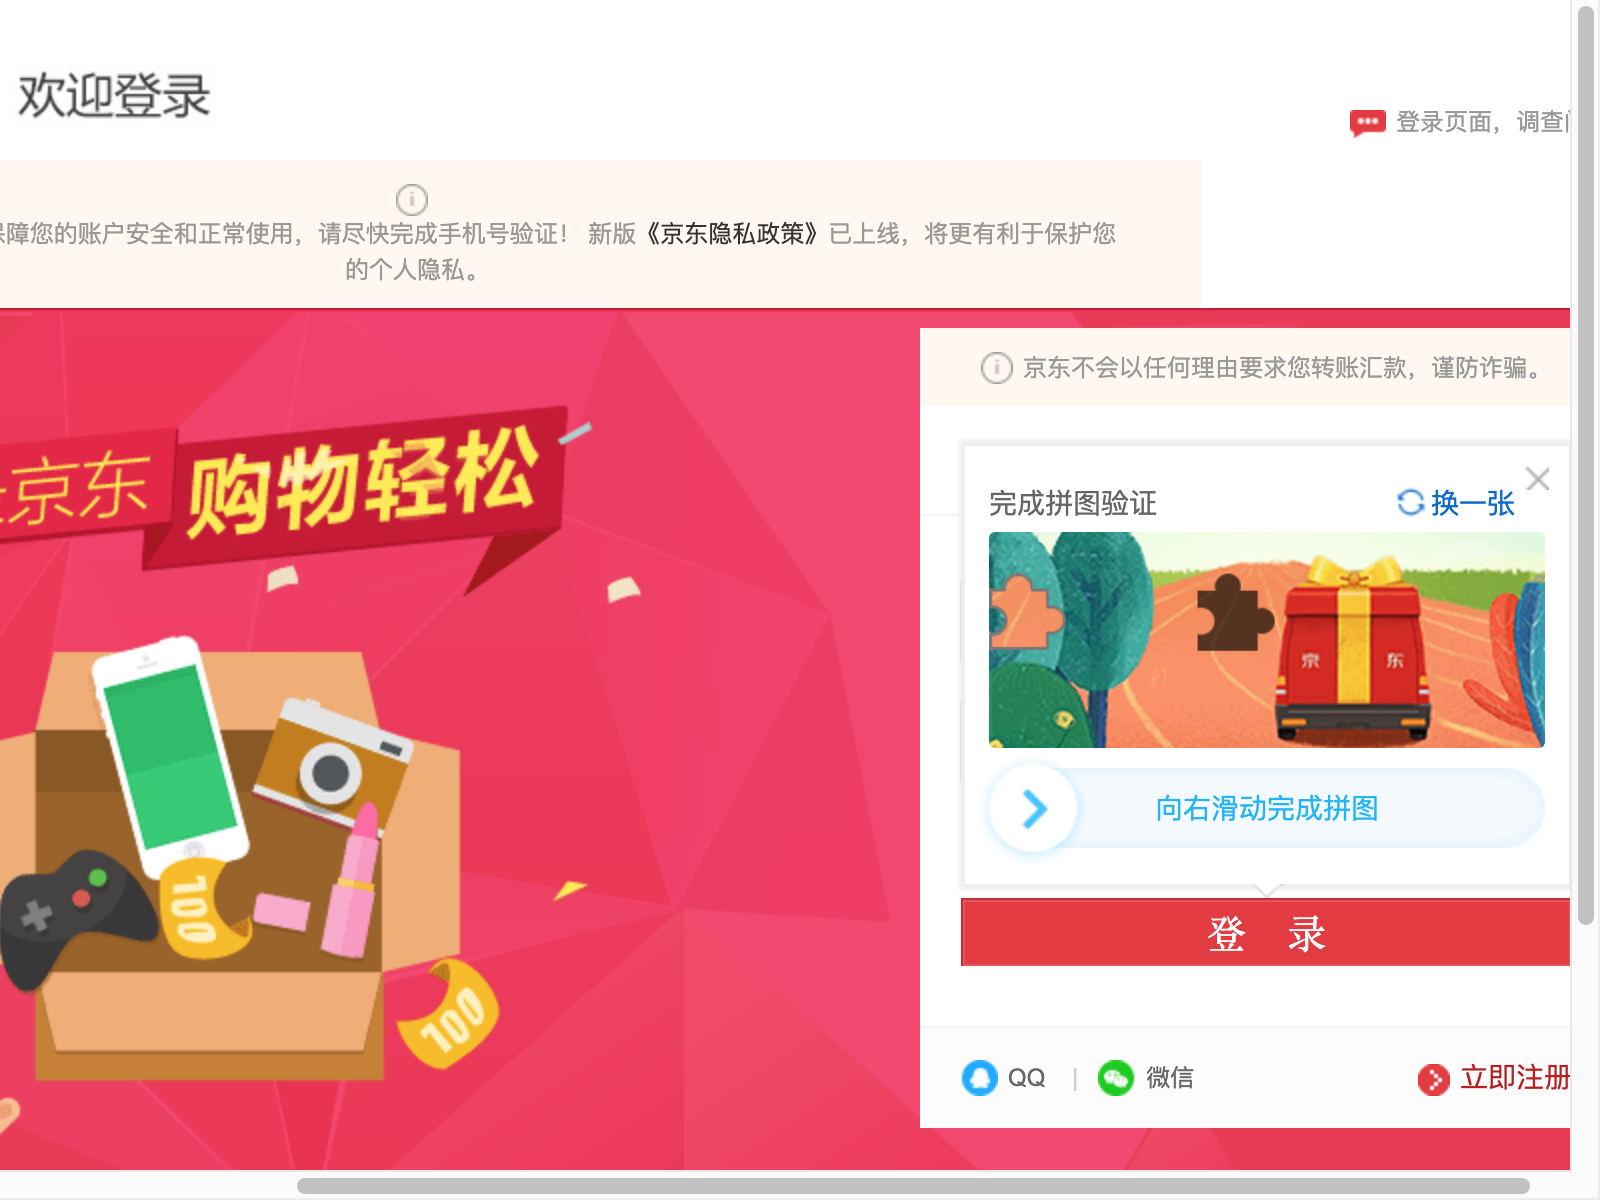 欢迎登录
登录页面，调查
保障您的账户安全和正常使用，请尽快完成手机号验证！ 新版《京东隐私政策》已上线，将更有利于保护您
的个人隐私。
京东不会以任何理由要求您转账汇款，谨防诈骗。
京东
购物轻松
完成拼图验证
换一张
京 东
向右滑动完成拼图
登 录
100
100
QQ
微信
立即注册